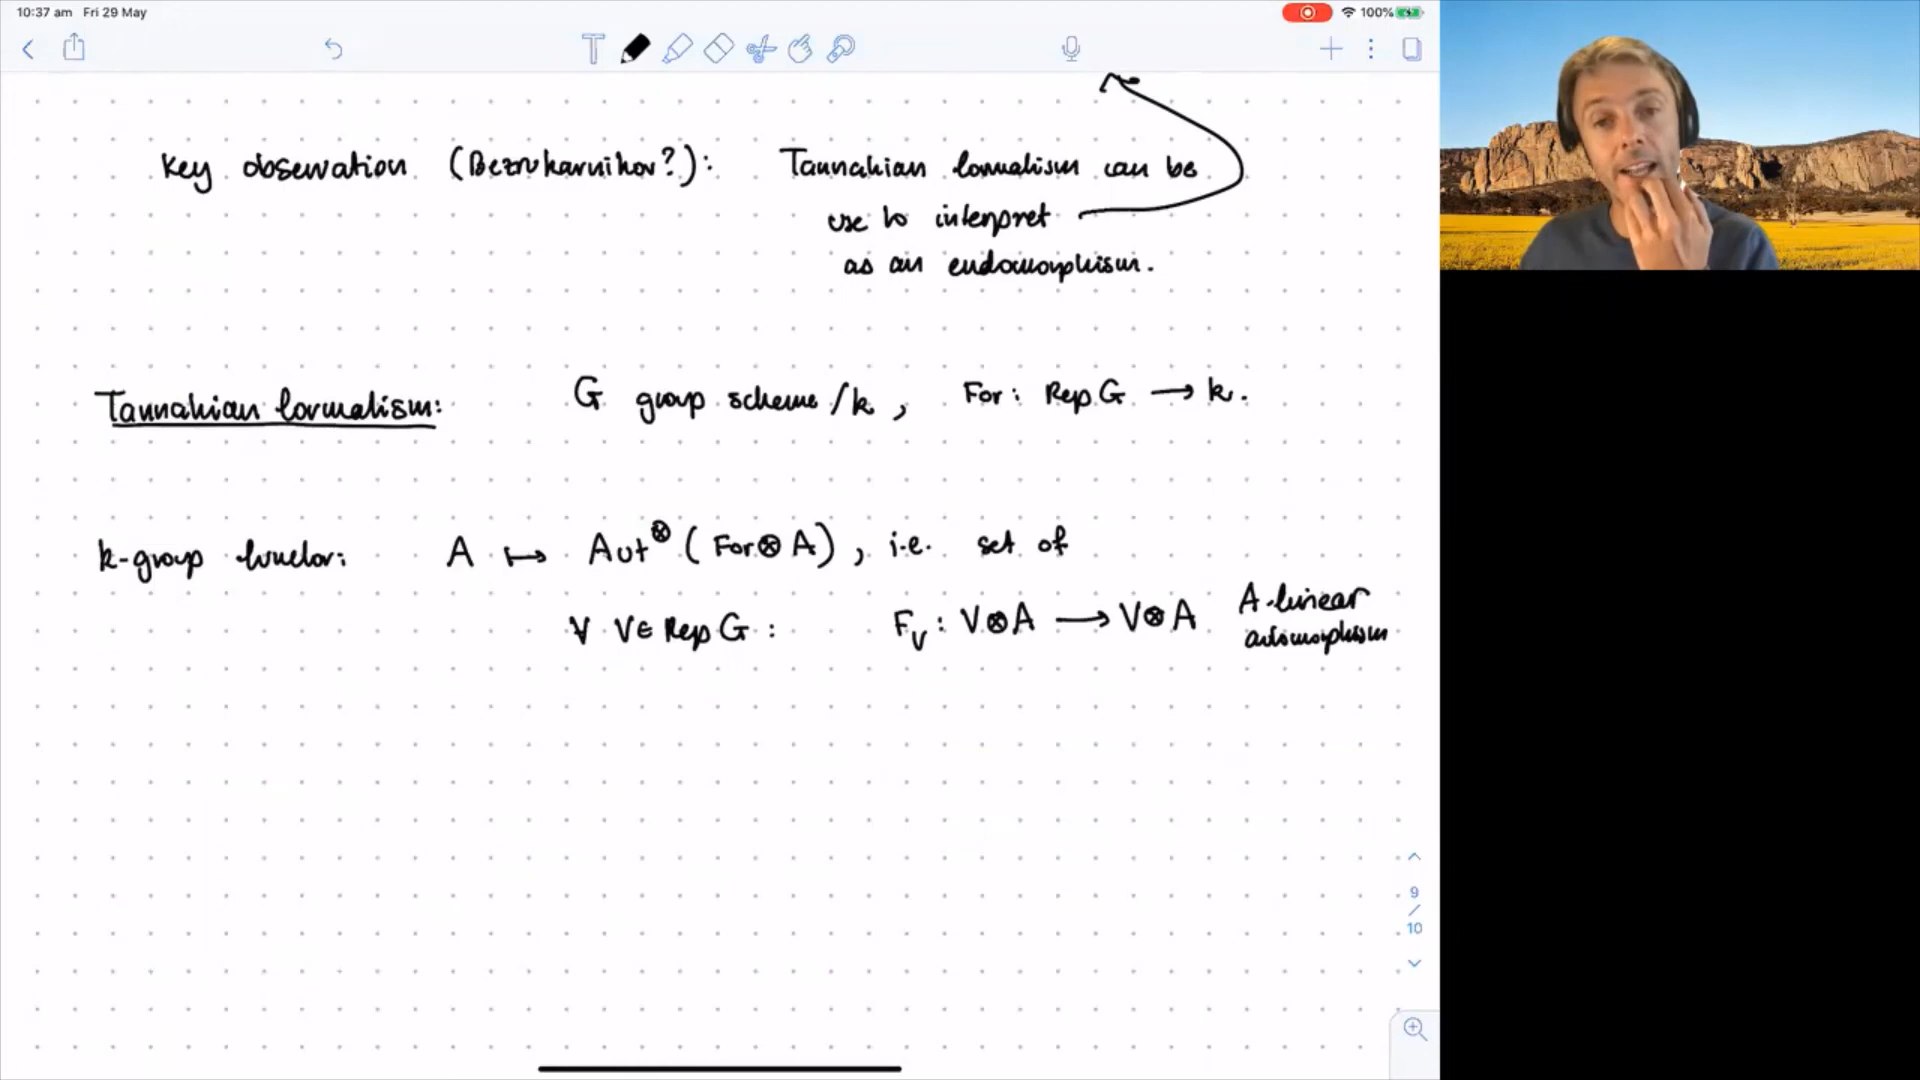 10:37 am Fri 29 May
100%
Key observation (Bezrukavnikov?): Tannakian formalism can be
use to interpret
as an endomorphism.
Tannakian formalism: G group scheme/k, For: Rep G → k.
k-group functor: A ↦ Aut^⊗ (For⊗A), i.e. set of
∀ V∈ Rep G : F_V : V⊗A → V⊗A A-linear
automorphism
9
/
10